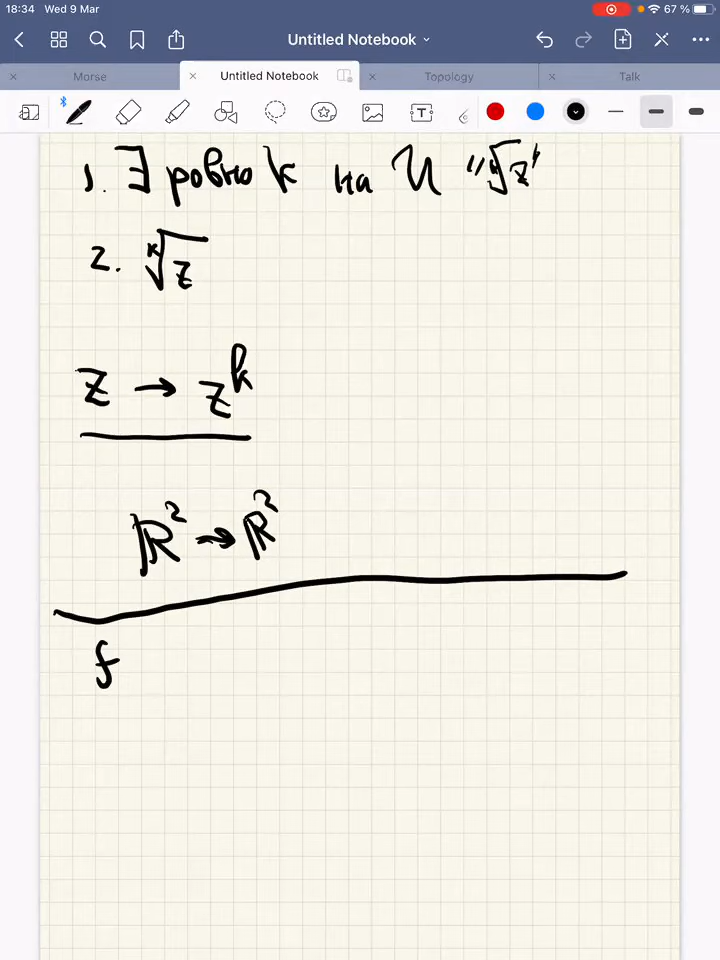 18:34 Wed 9 Mar 67 %
Untitled Notebook
Morse Untitled Notebook Topology Talk
1. ∃ ровно k на U "ᵏ√z"
2. ᵏ√z
z → zᵏ
ℝ² → ℝ²
f